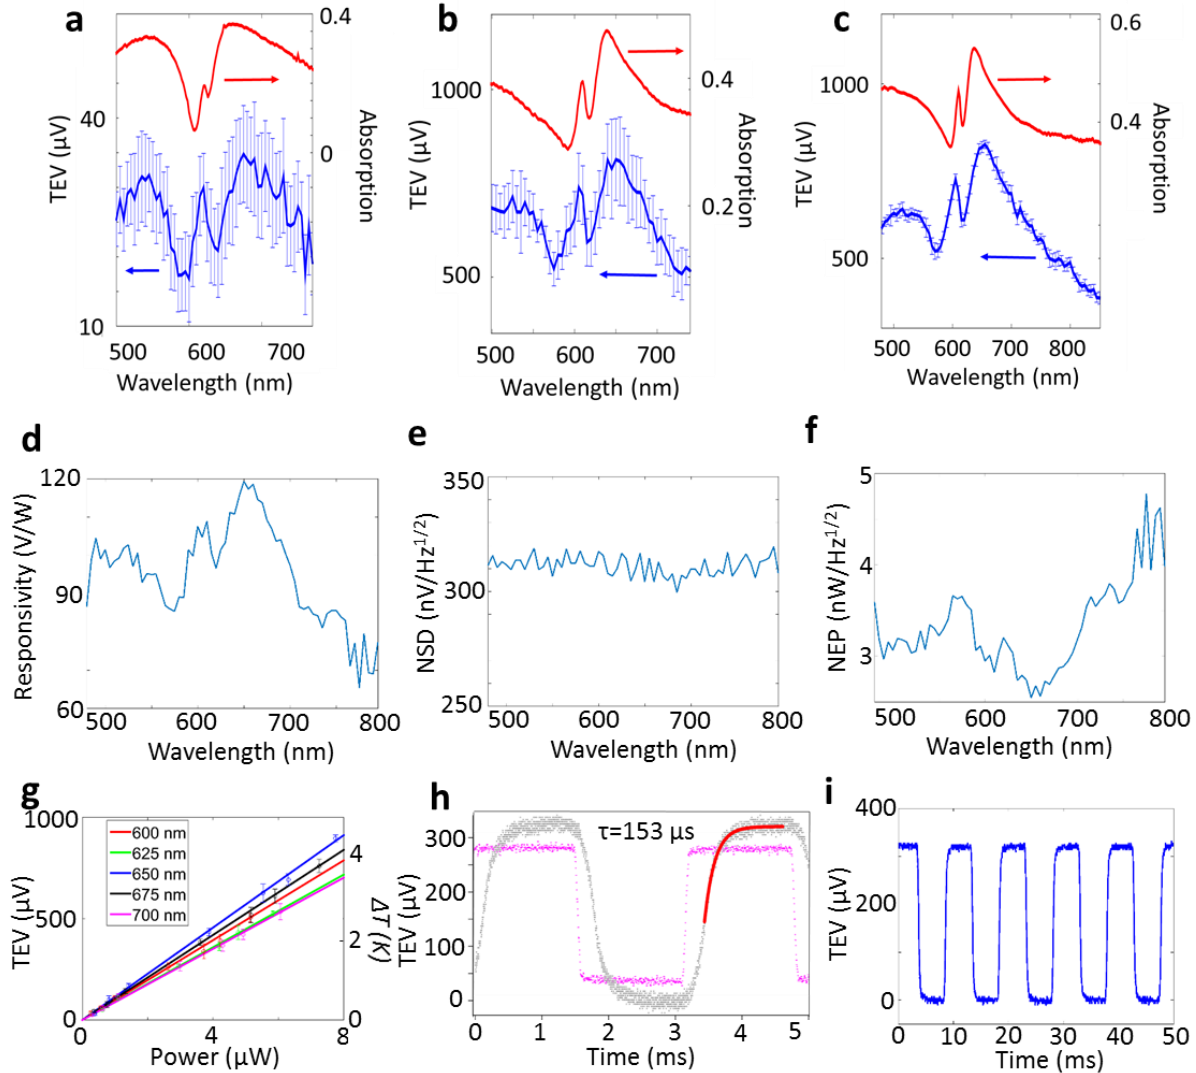 a
0.4
0
40
10
TEV (µV)
Absorption
500 600 700
Wavelength (nm)
b
1000
500
0.4
0.2
TEV (µV)
Absorption
500 600 700
Wavelength (nm)
c
0.6
0.4
1000
500
TEV (µV)
Absorption
500 600 700 800
Wavelength (nm)
d
120
90
60
Responsivity (V/W)
500 600 700 800
Wavelength (nm)
e
350
300
250
NSD (nV/Hz1/2)
500 600 700 800
Wavelength (nm)
f
5
4
3
NEP (nW/Hz1/2)
500 600 700 800
Wavelength (nm)
g
1000
500
0
TEV (µV)
600 nm
625 nm
650 nm
675 nm
700 nm
4
2
0
ΔT (K)
0 4 8
Power (µW)
h
300
200
100
0
TEV (µV)
τ=153 µs
0 1 2 3 4 5
Time (ms)
i
400
200
0
TEV (µV)
0 10 20 30 40 50
Time (ms)